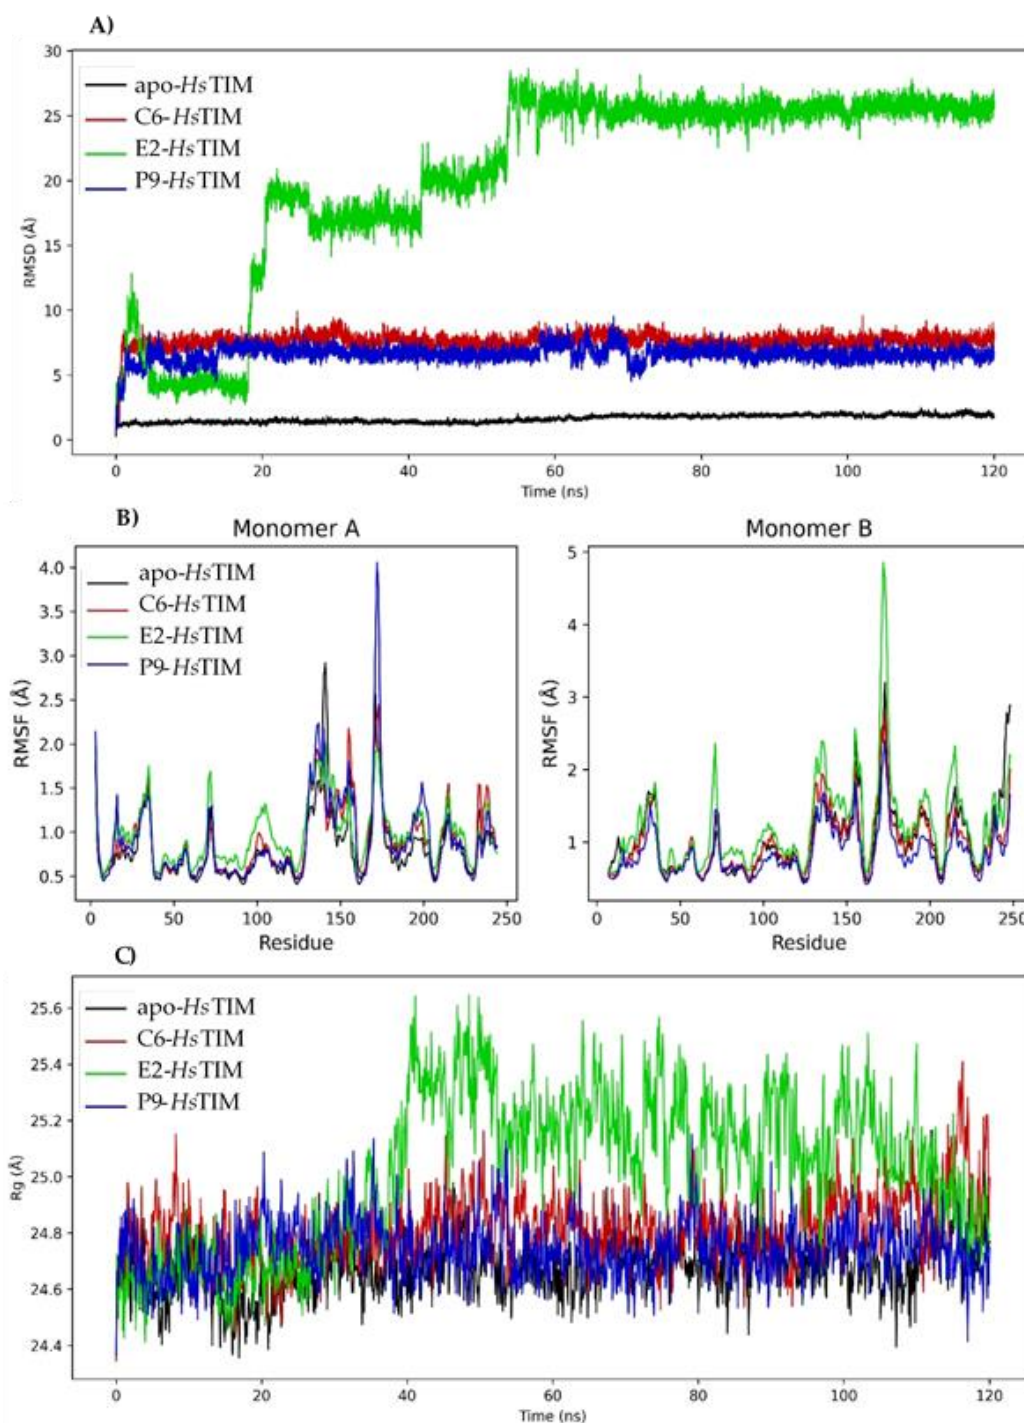 A)
30
25
20
15
10
5
0
RMSD (Å)
apo-HsTIM
C6-HsTIM
E2-HsTIM
P9-HsTIM
0 20 40 60 80 100 120
Time (ns)
B)
Monomer A
4.0
3.5
3.0
2.5
2.0
1.5
1.0
0.5
RMSF (Å)
apo-HsTIM
C6-HsTIM
E2-HsTIM
P9-HsTIM
0 50 100 150 200 250
Residue
Monomer B
5
4
3
2
1
RMSF (Å)
0 50 100 150 200 250
Residue
C)
25.6
25.4
25.2
25.0
24.8
24.6
24.4
Rg (Å)
apo-HsTIM
C6-HsTIM
E2-HsTIM
P9-HsTIM
0 20 40 60 80 100 120
Time (ns)